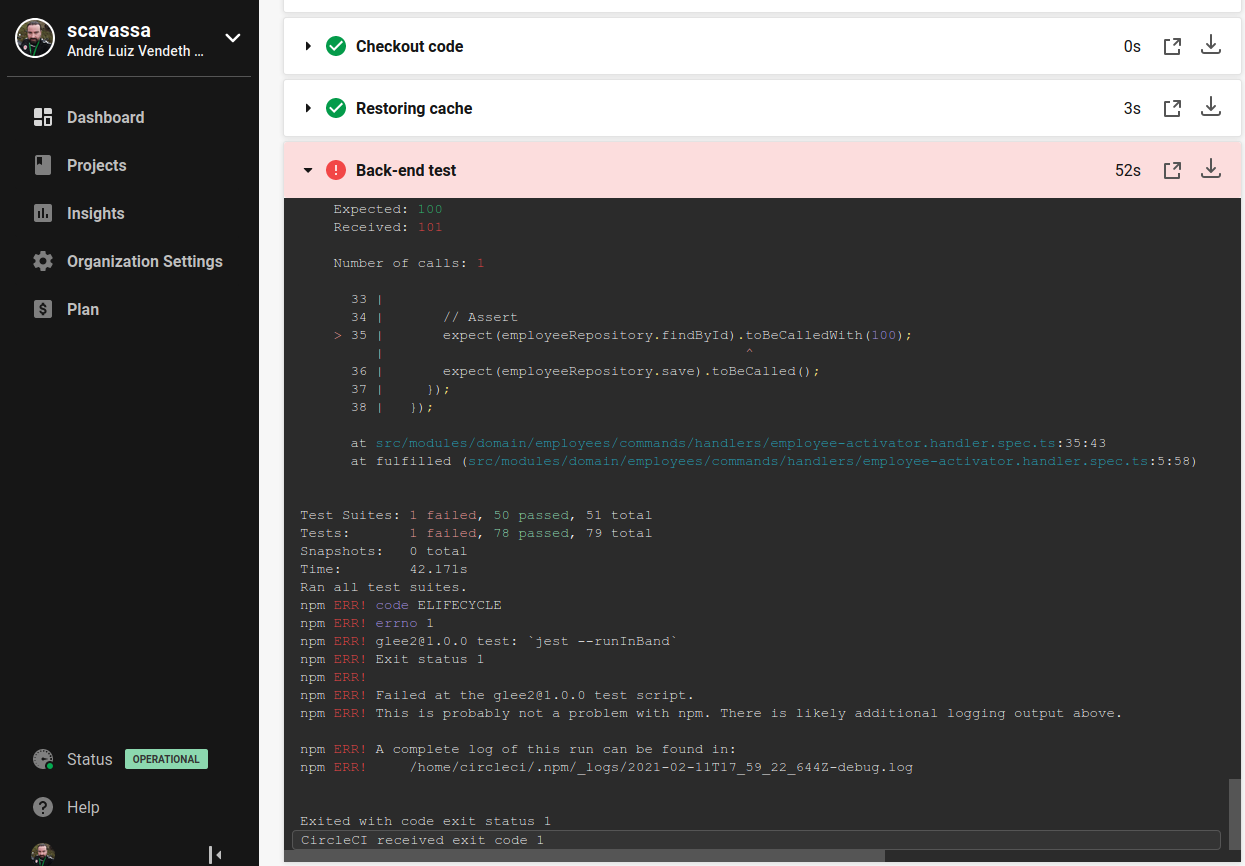 scavassa
André Luiz Vendeth ...
Dashboard
Projects
Insights
Organization Settings
$ Plan
Status OPERATIONAL
? Help
Checkout code 0s
Restoring cache 3s
! Back-end test 52s
Expected: 100
Received: 101
Number of calls: 1
33 |
34 | // Assert
> 35 | expect(employeeRepository.findById).toBeCalledWith(100);
| ^
36 | expect(employeeRepository.save).toBeCalled();
37 | });
38 | });
at src/modules/domain/employees/commands/handlers/employee-activator.handler.spec.ts:35:43
at fulfilled (src/modules/domain/employees/commands/handlers/employee-activator.handler.spec.ts:5:58)
Test Suites: 1 failed, 50 passed, 51 total
Tests: 1 failed, 78 passed, 79 total
Snapshots: 0 total
Time: 42.171s
Ran all test suites.
npm ERR! code ELIFECYCLE
npm ERR! errno 1
npm ERR! glee2@1.0.0 test: `jest --runInBand`
npm ERR! Exit status 1
npm ERR!
npm ERR! Failed at the glee2@1.0.0 test script.
npm ERR! This is probably not a problem with npm. There is likely additional logging output above.
npm ERR! A complete log of this run can be found in:
npm ERR! /home/circleci/.npm/_logs/2021-02-11T17_59_22_644Z-debug.log
Exited with code exit status 1
CircleCI received exit code 1